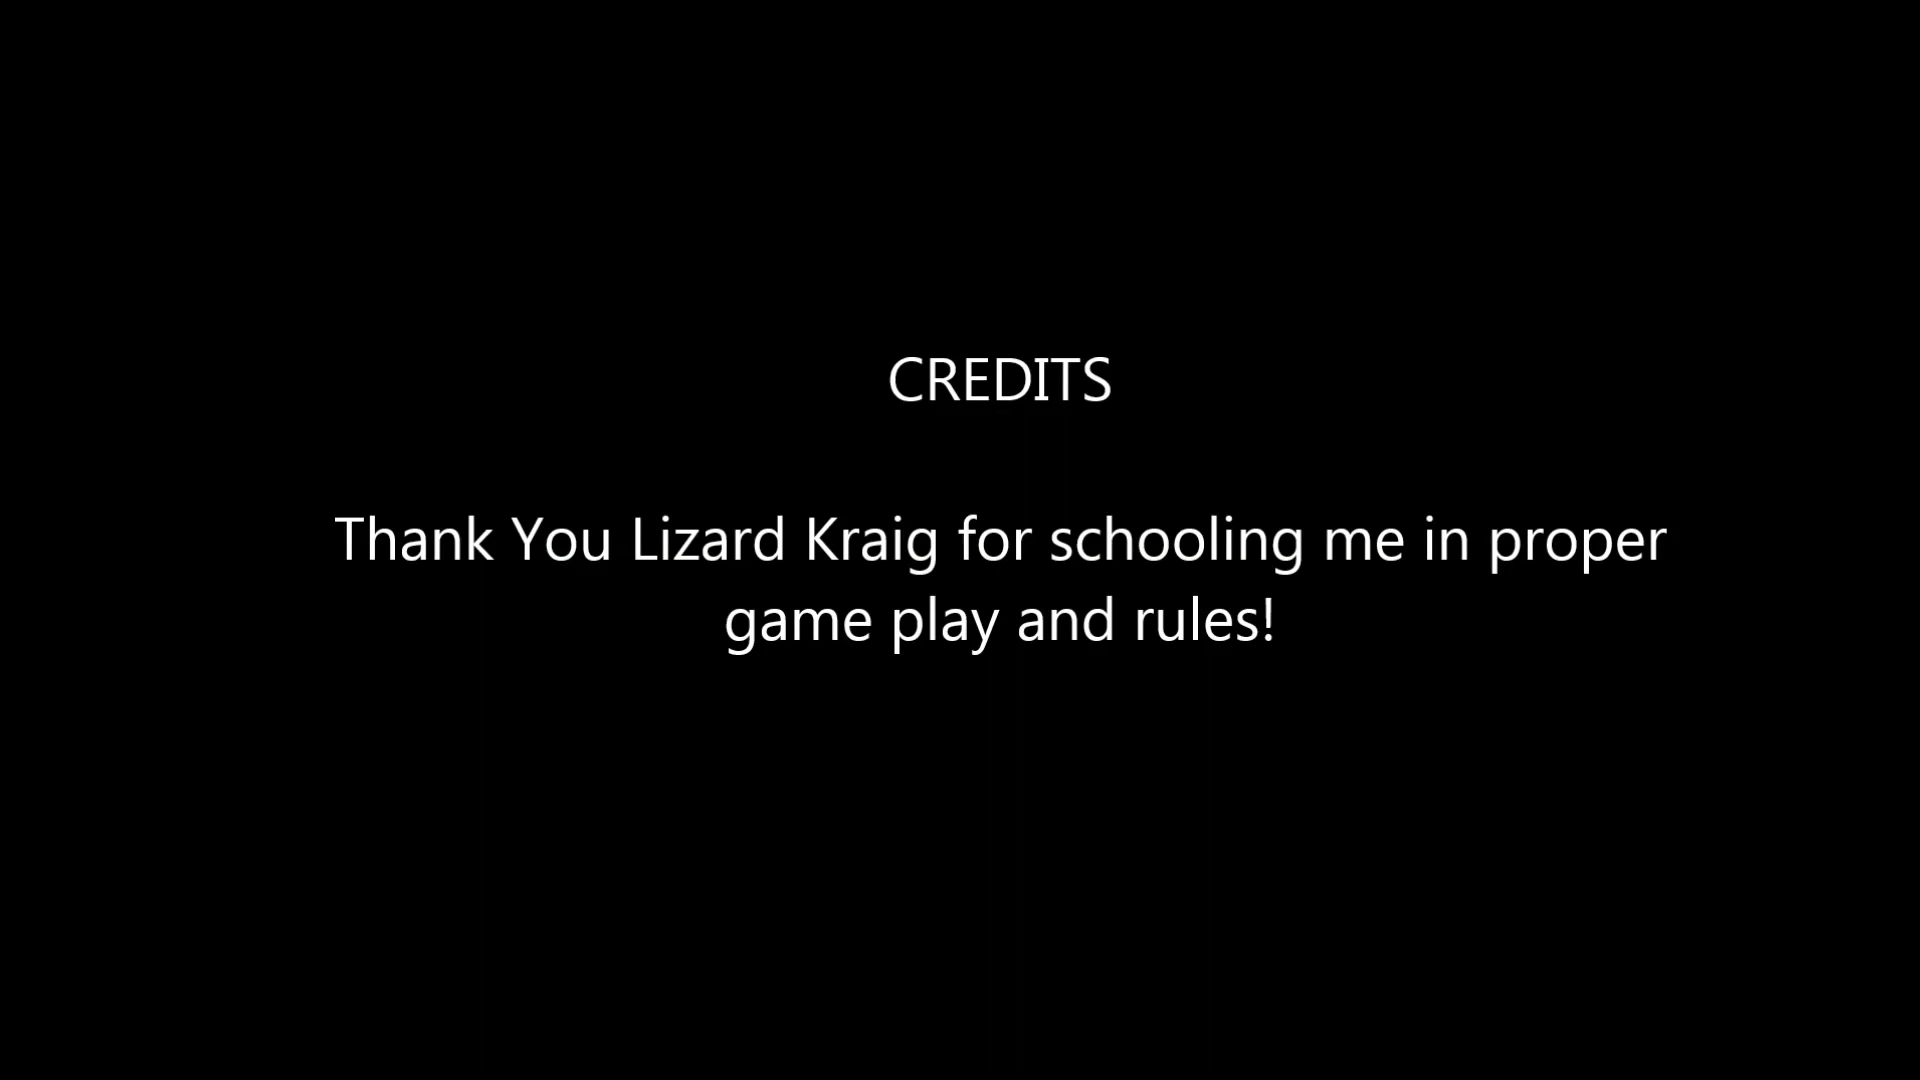 CREDITS
Thank You Lizard Kraig for schooling me in proper
game play and rules!